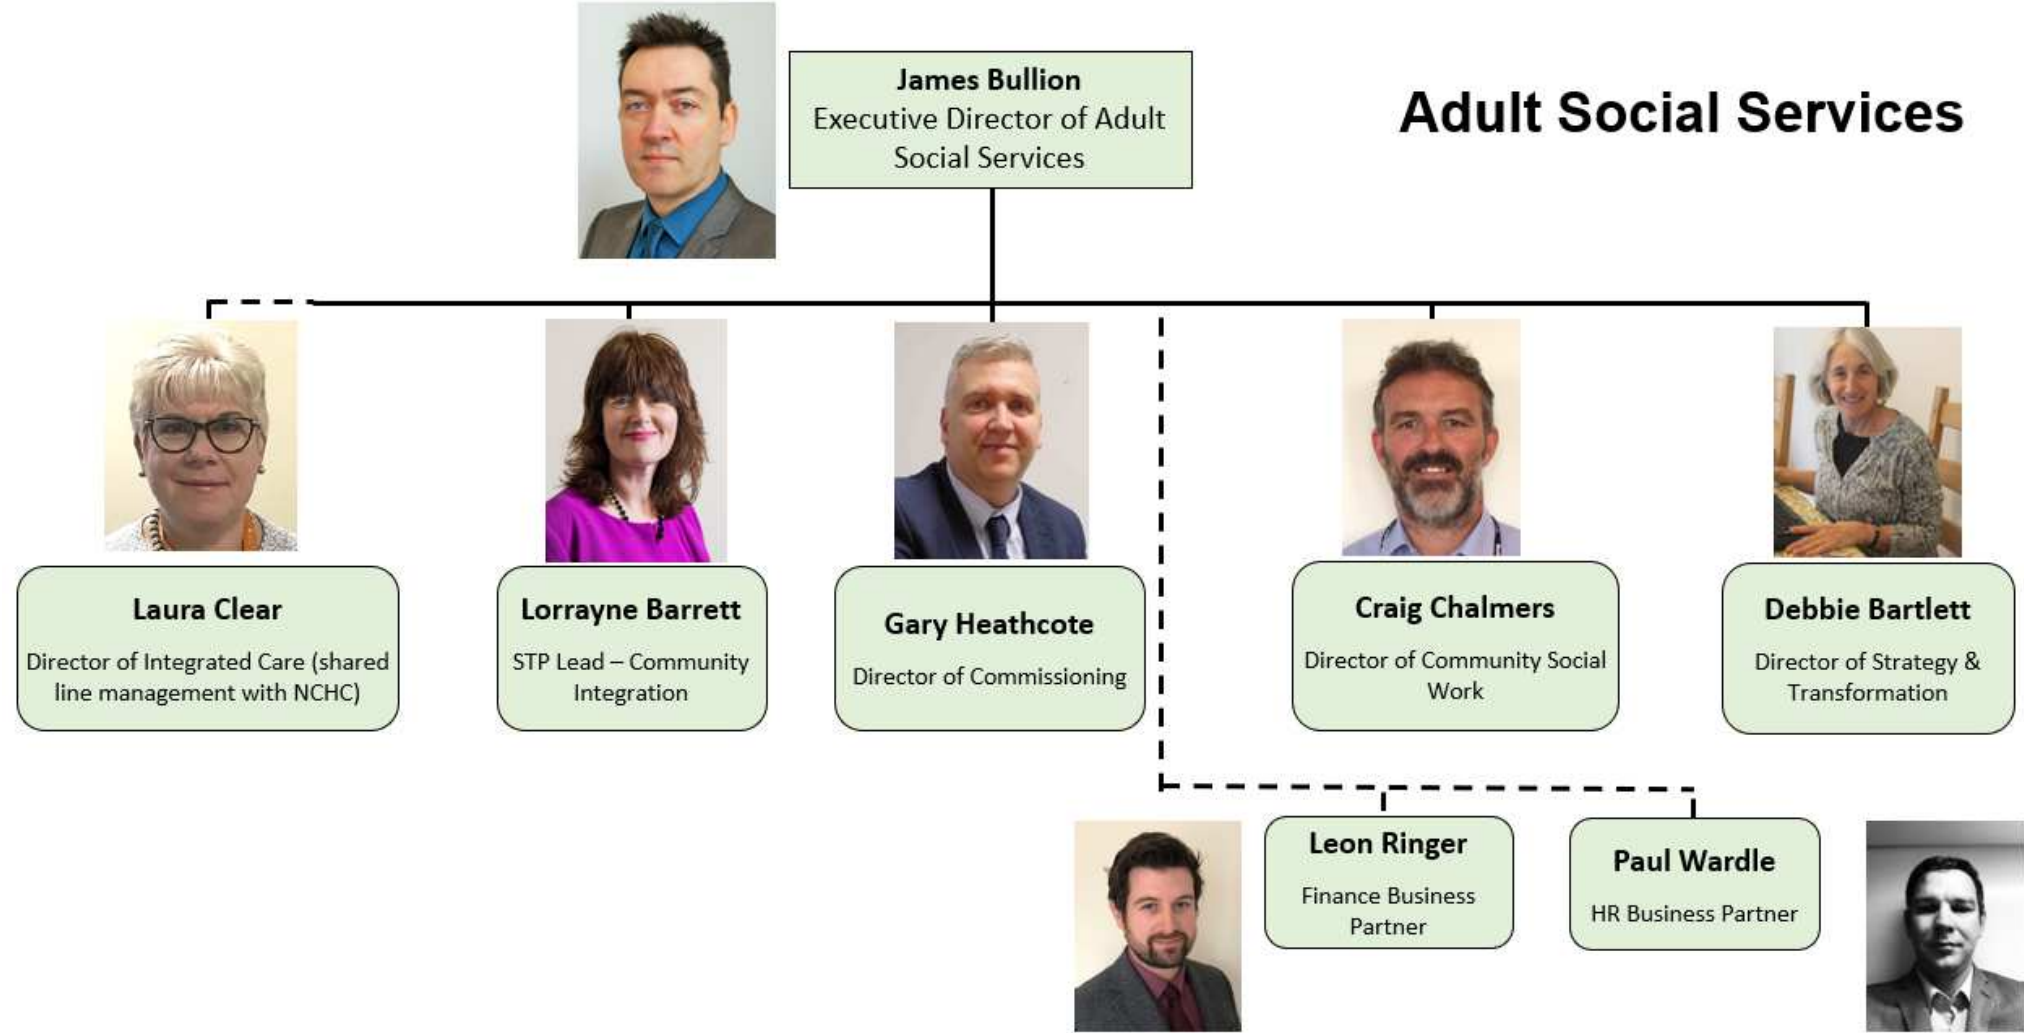 James Bullion
Executive Director of Adult
Social Services
Adult Social Services
Laura Clear
Director of Integrated Care (shared
line management with NCHC)
Lorrayne Barrett
STP Lead – Community
Integration
Gary Heathcote
Director of Commissioning
Craig Chalmers
Director of Community Social
Work
Debbie Bartlett
Director of Strategy &
Transformation
Leon Ringer
Finance Business
Partner
Paul Wardle
HR Business Partner